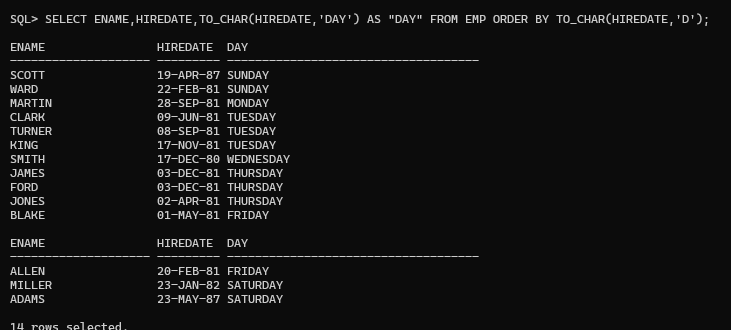 SQL> SELECT ENAME,HIREDATE,TO_CHAR(HIREDATE,'DAY') AS "DAY" FROM EMP ORDER BY TO_CHAR(HIREDATE,'D');
ENAME HIREDATE DAY
-------------------- --------- ------------------------------------
SCOTT 19-APR-87 SUNDAY
WARD 22-FEB-81 SUNDAY
MARTIN 28-SEP-81 MONDAY
CLARK 09-JUN-81 TUESDAY
TURNER 08-SEP-81 TUESDAY
KING 17-NOV-81 TUESDAY
SMITH 17-DEC-80 WEDNESDAY
JAMES 03-DEC-81 THURSDAY
FORD 03-DEC-81 THURSDAY
JONES 02-APR-81 THURSDAY
BLAKE 01-MAY-81 FRIDAY
ENAME HIREDATE DAY
-------------------- --------- ------------------------------------
ALLEN 20-FEB-81 FRIDAY
MILLER 23-JAN-82 SATURDAY
ADAMS 23-MAY-87 SATURDAY
14 rows selected.